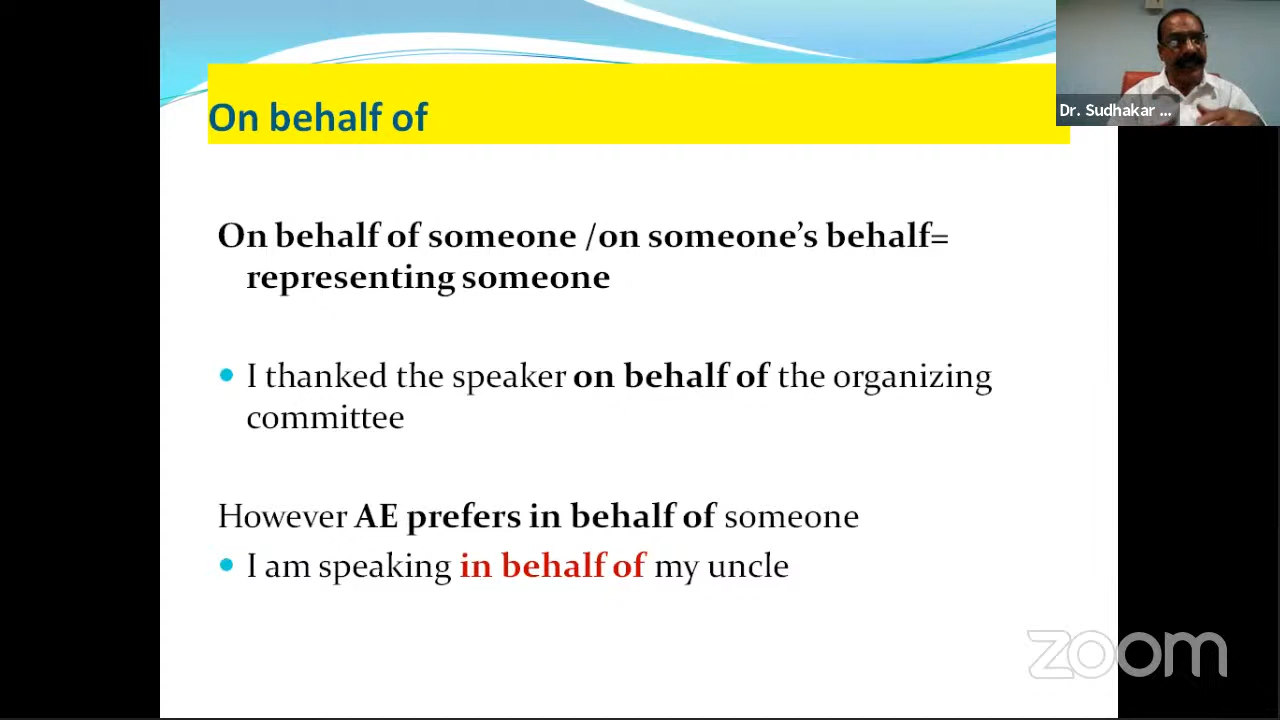 On behalf of
Dr. Sudhakar ...
On behalf of someone /on someone's behalf=
representing someone
• I thanked the speaker on behalf of the organizing
committee
However AE prefers in behalf of someone
• I am speaking in behalf of my uncle
zoom